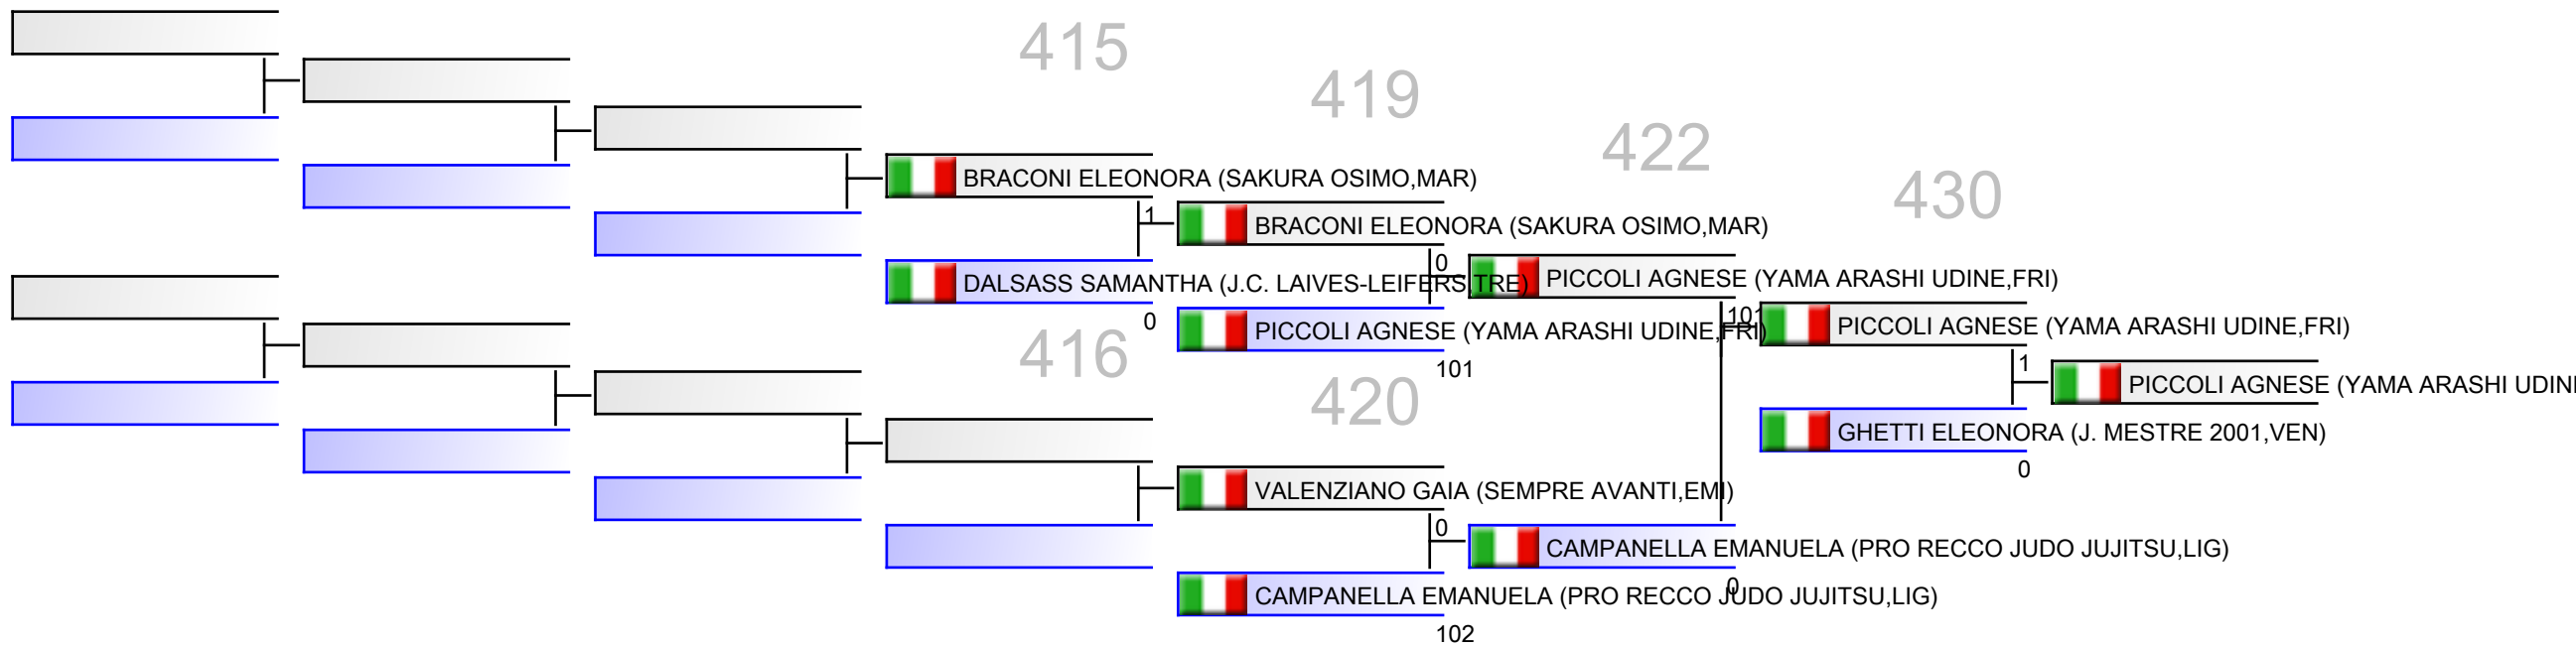 415
419
422
BRACONI ELEONORA (SAKURA OSIMO,MAR)
430
1
BRACONI ELEONORA (SAKURA OSIMO,MAR)
0
DALSASS SAMANTHA (J.C. LAIVES-LEIFERS,TRE)
PICCOLI AGNESE (YAMA ARASHI UDINE,FRI)
0
PICCOLI AGNESE (YAMA ARASHI UDINE,FRI)
101
PICCOLI AGNESE (YAMA ARASHI UDINE,FRI)
416
101
1
PICCOLI AGNESE (YAMA ARASHI UDINE
420
GHETTI ELEONORA (J. MESTRE 2001,VEN)
0
VALENZIANO GAIA (SEMPRE AVANTI,EMI)
0
CAMPANELLA EMANUELA (PRO RECCO JUDO JUJITSU,LIG)
0
CAMPANELLA EMANUELA (PRO RECCO JUDO JUJITSU,LIG)
102